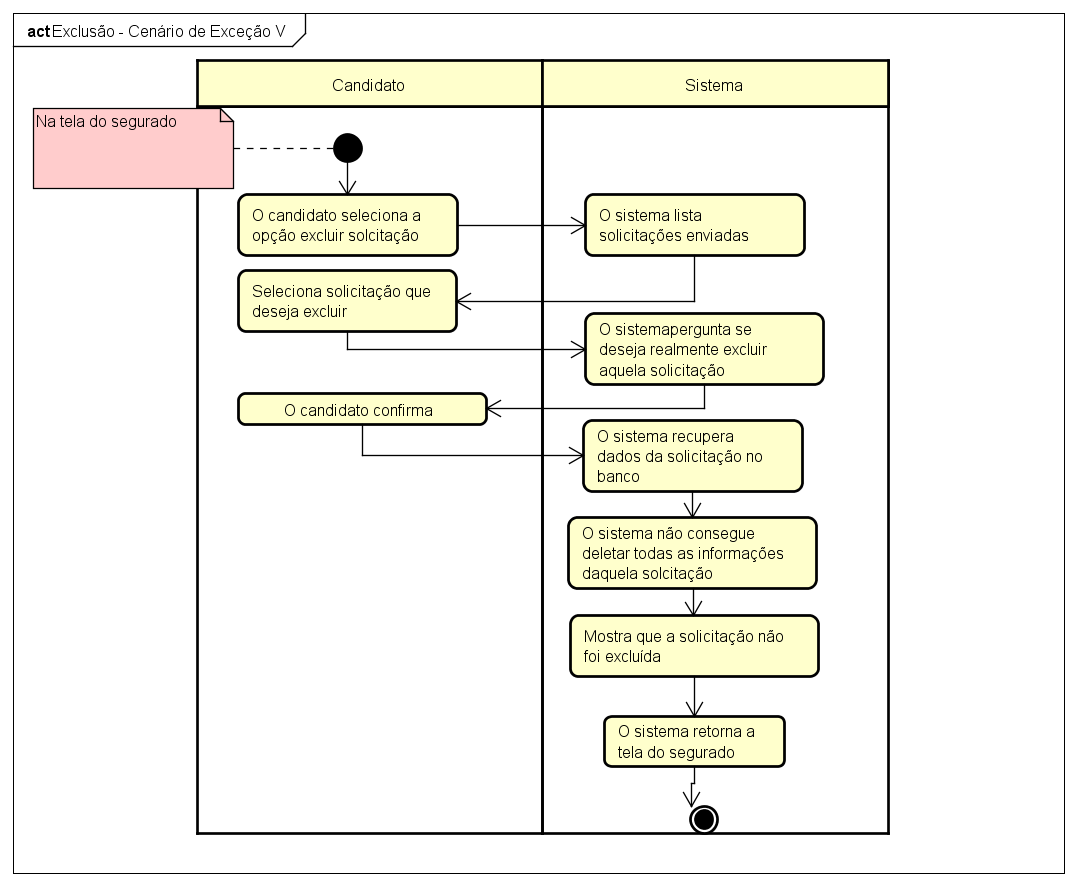 act Exclusão - Cenário de Exceção V
Candidato
Sistema
Na tela do segurado
O candidato seleciona a
opção excluir solcitação
O sistema lista
solicitações enviadas
Seleciona solicitação que
deseja excluir
O sistemapergunta se
deseja realmente excluir
aquela solicitação
O candidato confirma
O sistema recupera
dados da solicitação no
banco
O sistema não consegue
deletar todas as informações
daquela solcitação
Mostra que a solicitação não
foi excluída
O sistema retorna a
tela do segurado